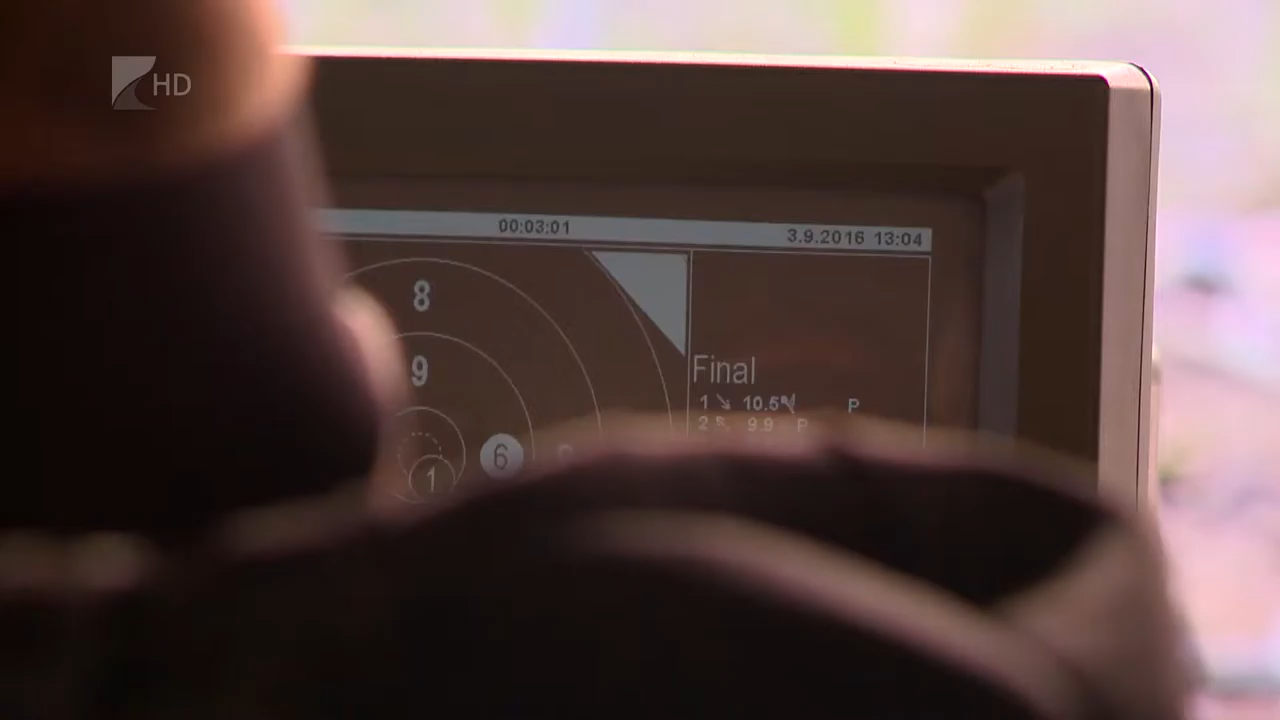 HD
00:03:01
3.9.2016 13:04
8
9
Final
1 10.5 P
2 9.9 P
6
1